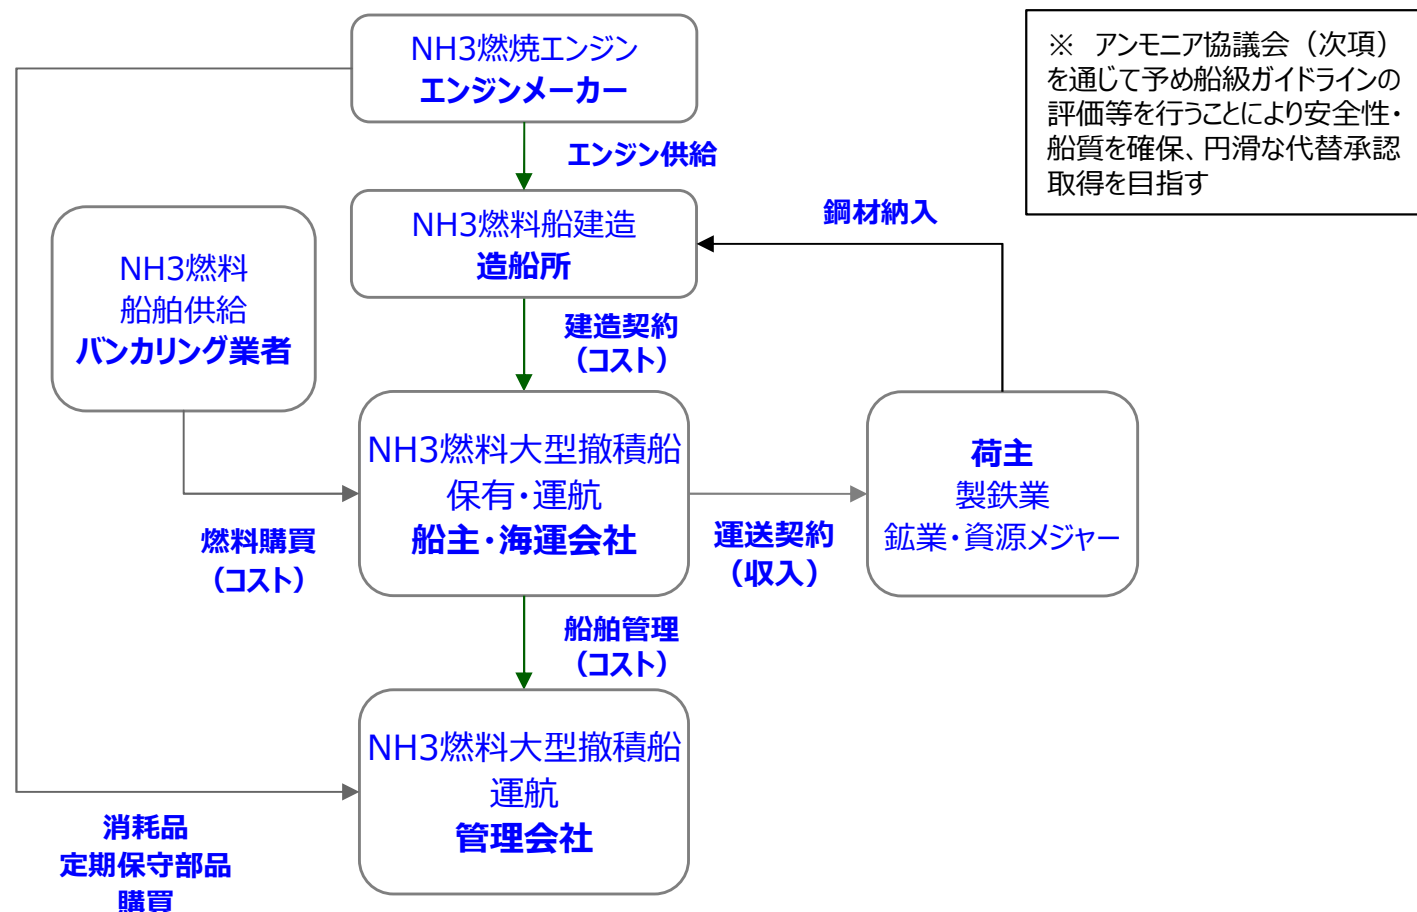 NH3燃焼エンジン
エンジンメーカー
※ アンモニア協議会（次項）
を通じて予め船級ガイドラインの
評価等を行うことにより安全性・
船質を確保、円滑な代替承認
取得を目指す
エンジン供給
鋼材納入
NH3燃料船建造
造船所
NH3燃料
船舶供給
バンカリング業者
建造契約
（コスト）
NH3燃料大型撤積船
保有・運航
船主・海運会社
荷主
製鉄業
鉱業・資源メジャー
燃料購買
（コスト）
運送契約
（収入）
船舶管理
（コスト）
NH3燃料大型撤積船
運航
管理会社
消耗品
定期保守部品
購買